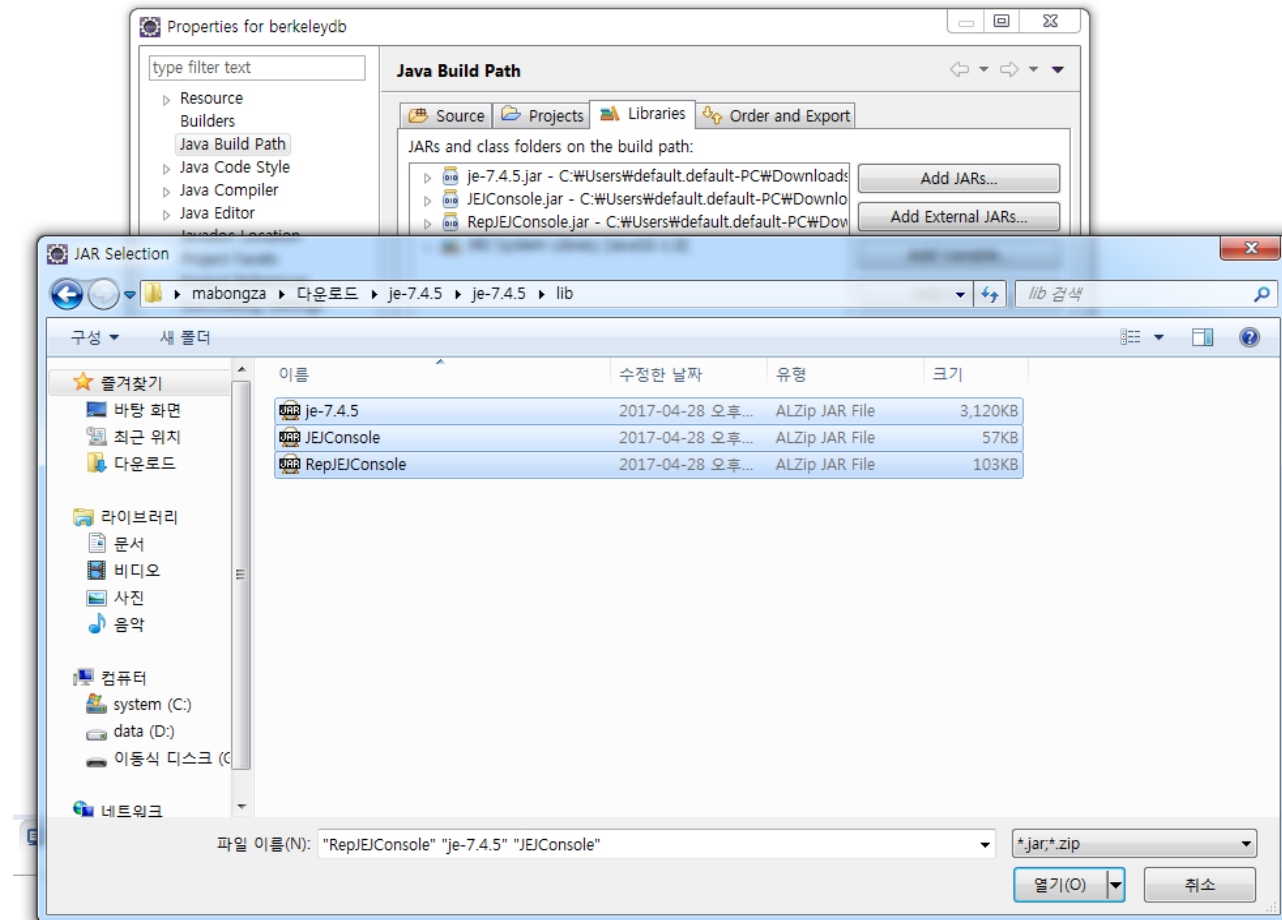 Properties for berkeleydb
type filter text
Java Build Path
Resource
Builders
Java Build Path
Java Code Style
Java Compiler
Java Editor
Javadoc Location
Source Projects Libraries Order and Export
JARs and class folders on the build path:
je-7.4.5.jar - C:₩Users₩default.default-PC₩Downloads
JEJConsole.jar - C:₩Users₩default.default-PC₩Downlo
RepJEJConsole.jar - C:₩Users₩default.default-PC₩Dow
Add JARs...
Add External JARs...
JAR Selection
mabongza 다운로드 je-7.4.5 je-7.4.5 lib
lib 검색
구성 새 폴더
즐겨찾기
바탕 화면
최근 위치
다운로드
라이브러리
문서
비디오
사진
음악
컴퓨터
system (C:)
data (D:)
이동식 디스크 (
네트워크
이름 수정한 날짜 유형 크기
je-7.4.5 2017-04-28 오후... ALZip JAR File 3,120KB
JEJConsole 2017-04-28 오후... ALZip JAR File 57KB
RepJEJConsole 2017-04-28 오후... ALZip JAR File 103KB
파일 이름(N): "RepJEJConsole" "je-7.4.5" "JEJConsole"
*.jar;*.zip
열기(O) 취소